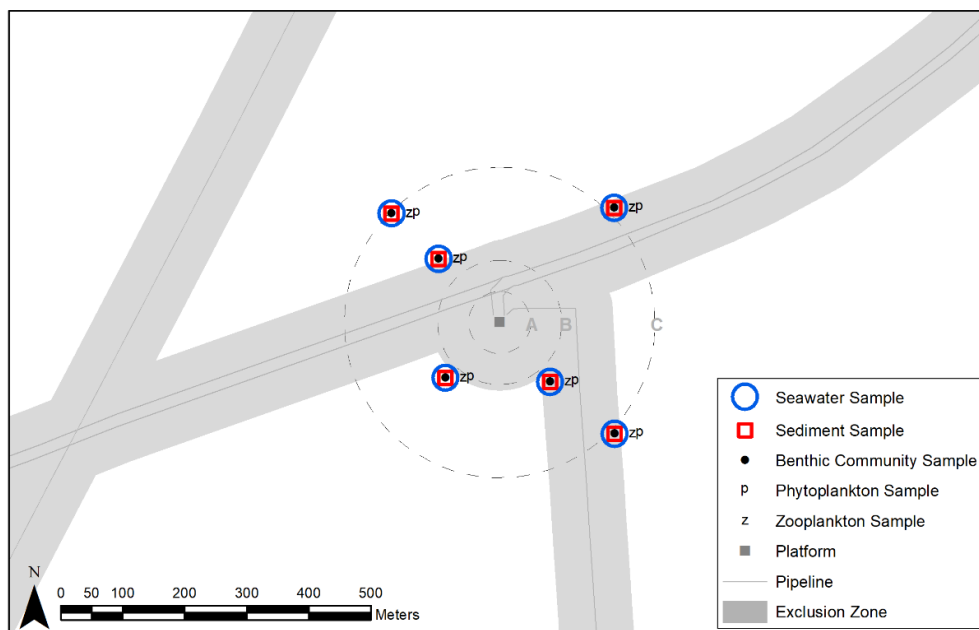 zp
zp
zp
A B C
zp
zp
zp
Seawater Sample
Sediment Sample
Benthic Community Sample
p Phytoplankton Sample
z Zooplankton Sample
Platform
Pipeline
Exclusion Zone
N
0 50 100 200 300 400 500
Meters